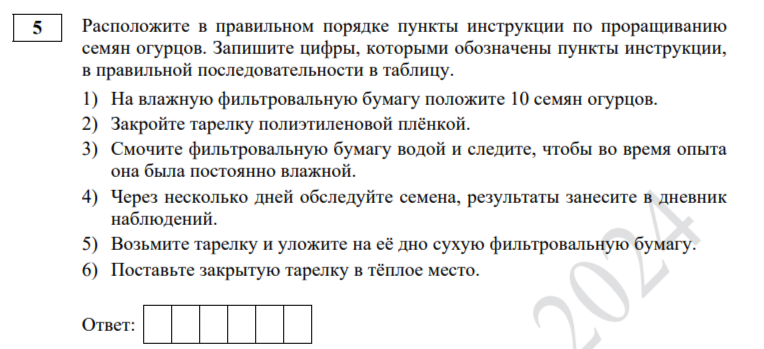 5
Расположите в правильном порядке пункты инструкции по проращиванию
семян огурцов. Запишите цифры, которыми обозначены пункты инструкции,
в правильной последовательности в таблицу.
1) На влажную фильтровальную бумагу положите 10 семян огурцов.
2) Закройте тарелку полиэтиленовой плёнкой.
3) Смочите фильтровальную бумагу водой и следите, чтобы во время опыта
она была постоянно влажной.
4) Через несколько дней обследуйте семена, результаты занесите в дневник
наблюдений.
5) Возьмите тарелку и уложите на её дно сухую фильтровальную бумагу.
6) Поставьте закрытую тарелку в тёплое место.
Ответ:
2024